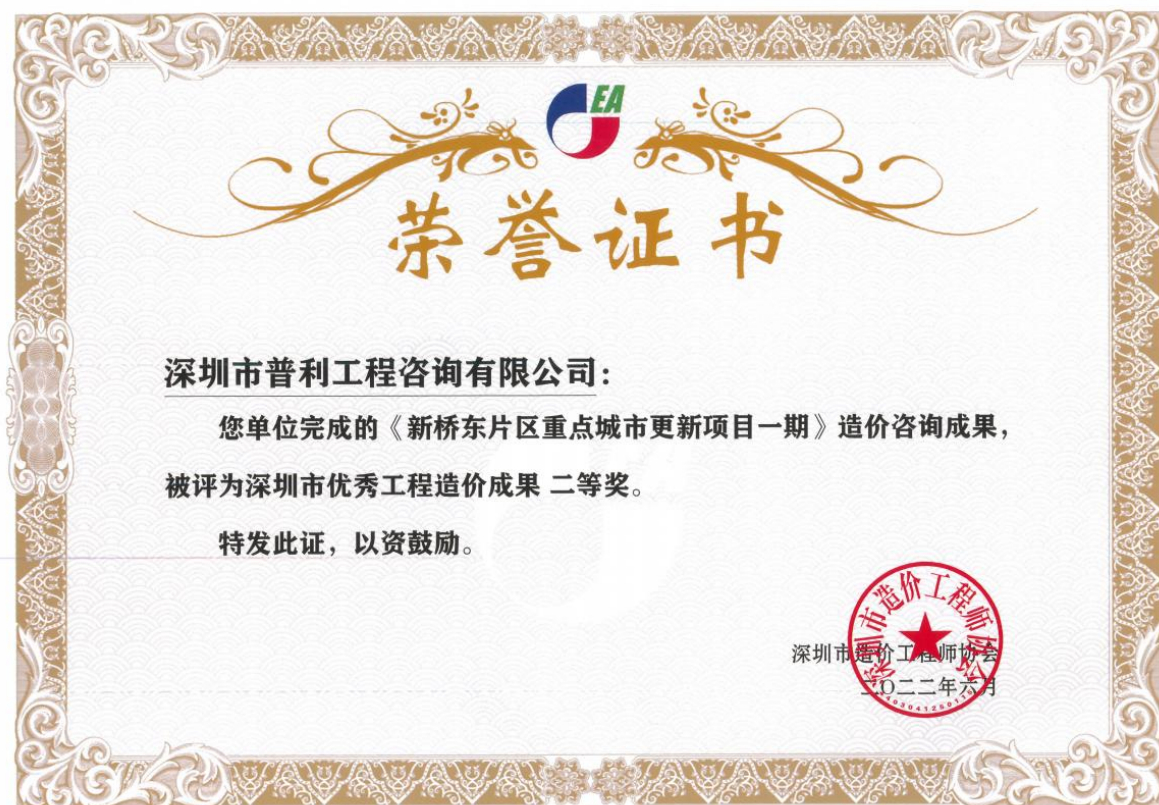 EA
荣誉证书
深圳市普利工程咨询有限公司：
您单位完成的《新桥东片区重点城市更新项目一期》造价咨询成果，
被评为深圳市优秀工程造价成果 二等奖。
特发此证，以资鼓励。
深圳市造价工程师协会
深圳市造价工程师协会
二〇二二年六月